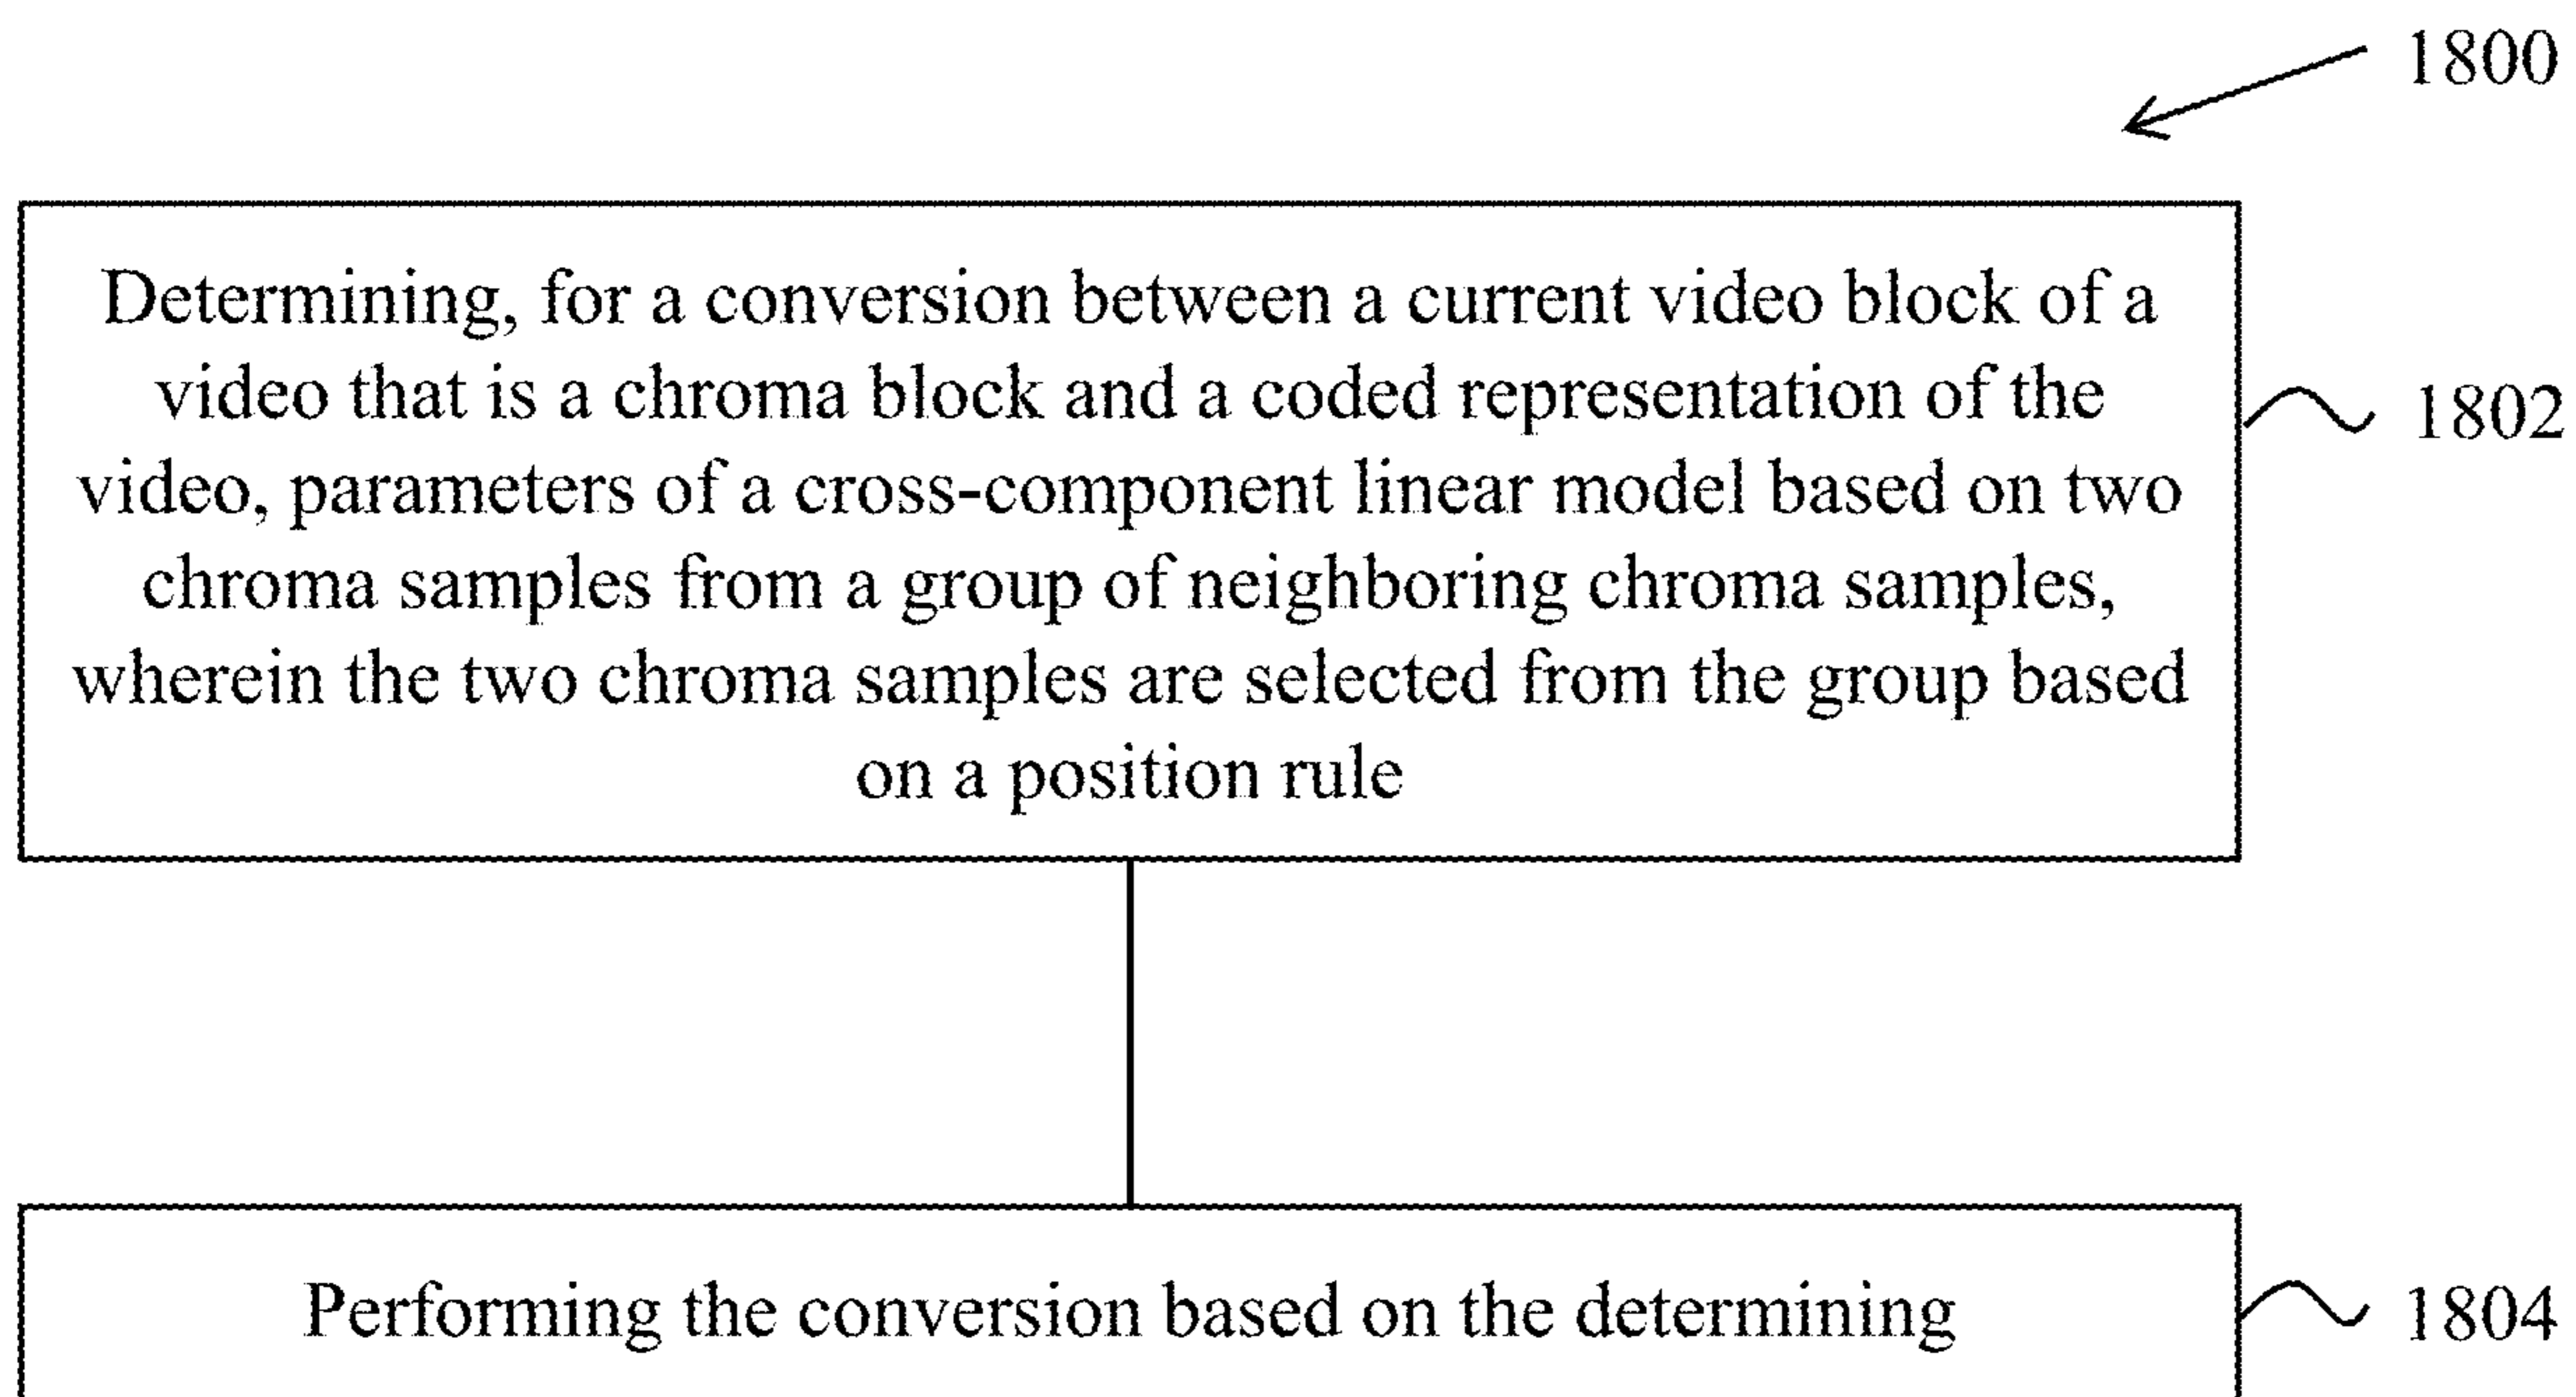 1800
Determining, for a conversion between a current video block of a
video that is a chroma block and a coded representation of the
1802
video, parameters of a cross-component linear model based on two
chroma samples from a group of neighboring chroma samples,
wherein the two chroma samples are selected from the group based
on a position rule
Performing the conversion based on the determining
1804